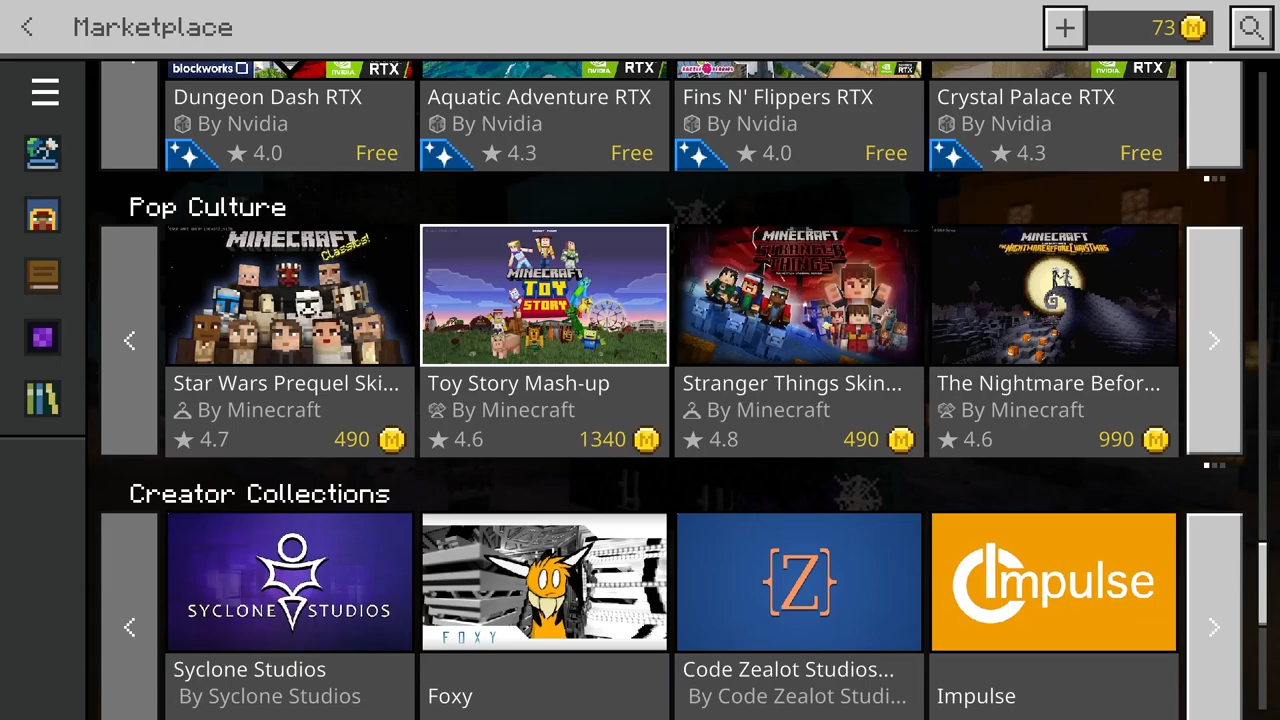 Marketplace
73
blockworks NVIDIA RTX
NVIDIA RTX
RTX
NVIDIA RTX
Dungeon Dash RTX
By Nvidia
4.0 Free
Aquatic Adventure RTX
By Nvidia
4.3 Free
Fins N' Flippers RTX
By Nvidia
4.0 Free
Crystal Palace RTX
By Nvidia
4.3 Free
Pop Culture
MINECRAFT
Classics!
MINECRAFT
TOY
STORY
MINECRAFT
STRANGER
THINGS
MINECRAFT
THE NIGHTMARE BEFORE CHRISTMAS
Star Wars Prequel Ski...
By Minecraft
4.7 490
Toy Story Mash-up
By Minecraft
4.6 1340
Stranger Things Skin...
By Minecraft
4.8 490
The Nightmare Befor...
By Minecraft
4.6 990
Creator Collections
SYCLONE STUDIOS
FOXY
{Z}
Impulse
Syclone Studios
By Syclone Studios
Foxy
Code Zealot Studios...
By Code Zealot Studi...
Impulse